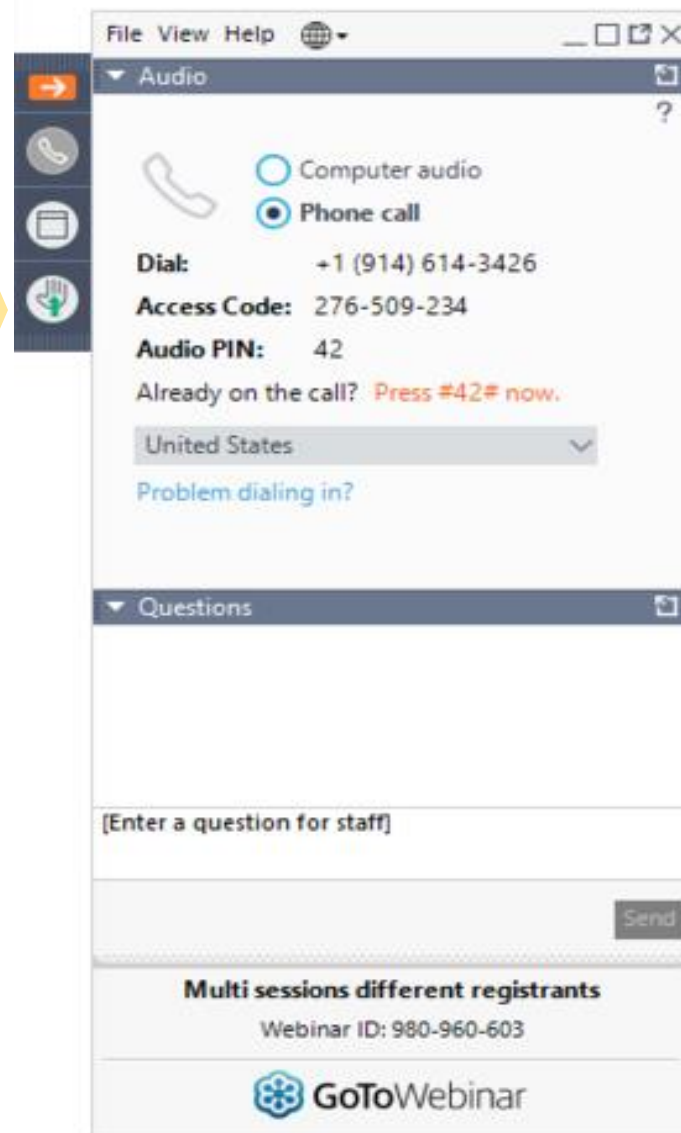 File View Help
Audio
?
Computer audio
Phone call
Dial: +1 (914) 614-3426
Access Code: 276-509-234
Audio PIN: 42
Already on the call? Press #42# now.
United States
Problem dialing in?
Questions
[Enter a question for staff]
Send
Multi sessions different registrants
Webinar ID: 980-960-603
GoToWebinar